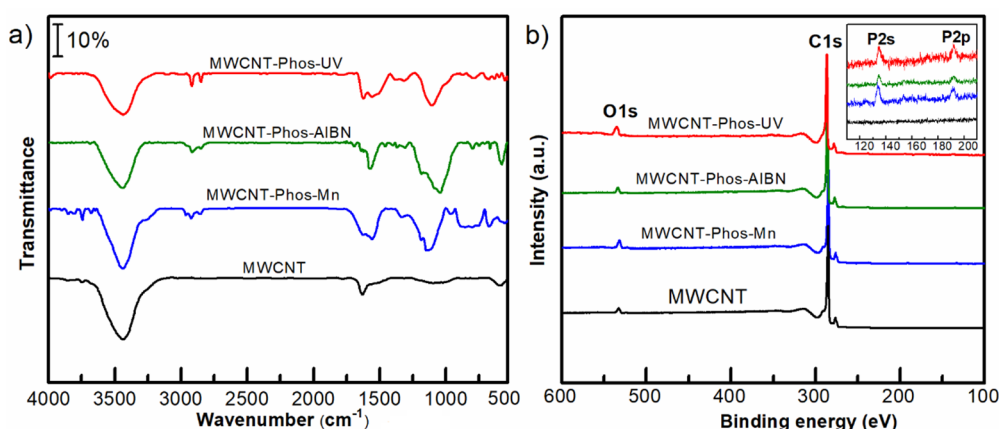 a)
10%
MWCNT-Phos-UV
MWCNT-Phos-AIBN
MWCNT-Phos-Mn
MWCNT
Transmittance
4000 3500 3000 2500 2000 1500 1000 500
Wavenumber (cm-1)
b)
C1s
P2s P2p
120 140 160 180 200
O1s
MWCNT-Phos-UV
MWCNT-Phos-AIBN
MWCNT-Phos-Mn
MWCNT
Intensity (a.u.)
600 500 400 300 200 100
Binding energy (eV)